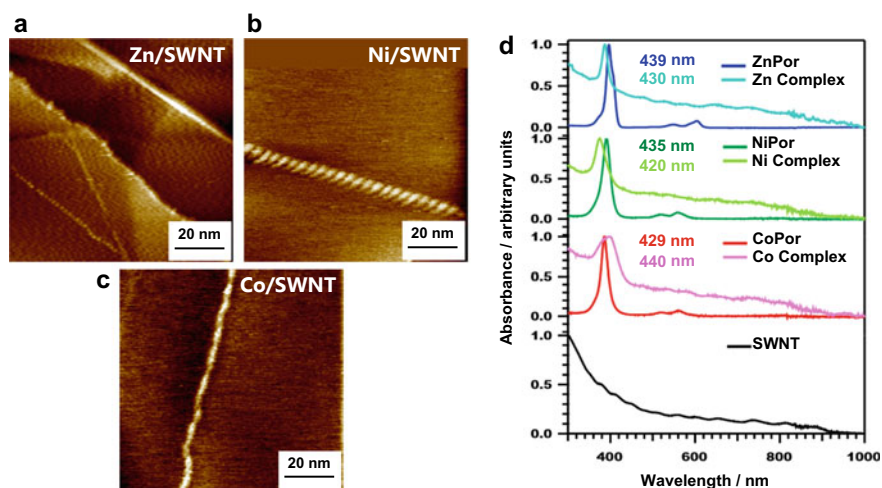 a
Zn/SWNT
20 nm
b
Ni/SWNT
20 nm
c
Co/SWNT
20 nm
d
Absorbance / arbitrary units
1.0
0.5
0.0
439 nm
430 nm
ZnPor
Zn Complex
1.0
0.5
0.0
435 nm
420 nm
NiPor
Ni Complex
1.0
0.5
0.0
429 nm
440 nm
CoPor
Co Complex
1.0
0.5
0.0
SWNT
400 600 800 1000
Wavelength / nm